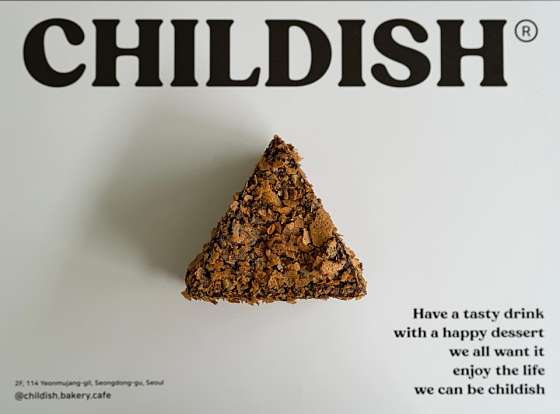 CHILDISH®
Have a tasty drink
with a happy dessert
we all want it
enjoy the life
we can be childish
2F, 114 Yeonmujang-gil, Seongdong-gu, Seoul
@childish.bakery.cafe